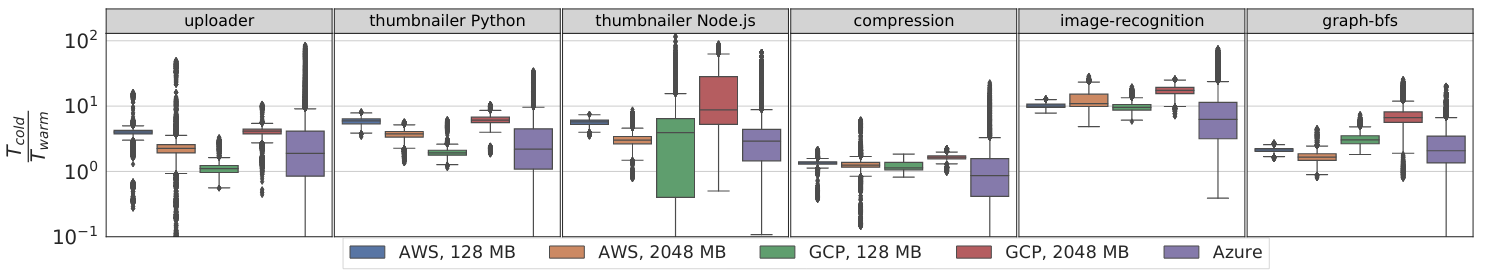 uploader
thumbnailer Python
thumbnailer Node.js
compression
image-recognition
graph-bfs
10²
10¹
10⁰
10⁻¹
T_cold
T_warm
AWS, 128 MB
AWS, 2048 MB
GCP, 128 MB
GCP, 2048 MB
Azure